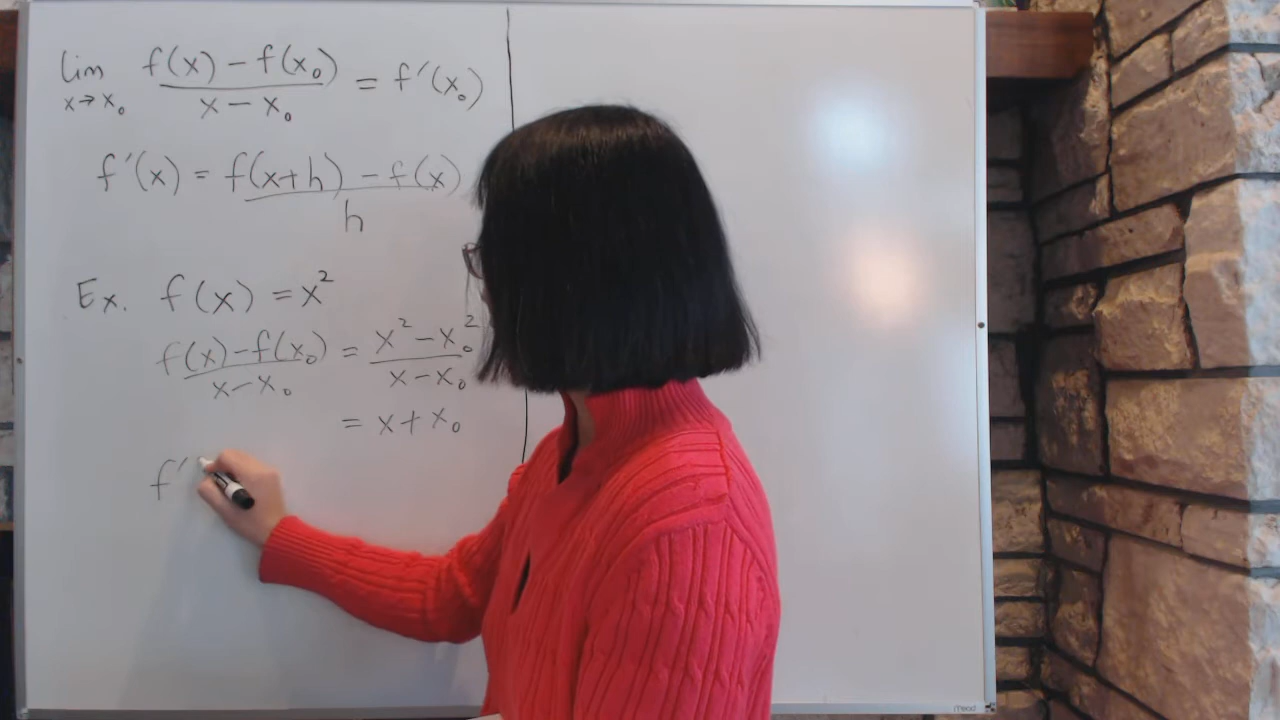 lim x→x₀ f(x) – f(x₀) / x – x₀ = f′(x₀)
f′(x) = f(x+h) – f(x) / h
Ex. f(x) = x²
f(x)–f(x₀) / x–x₀ = x²–x₀² / x–x₀
= x + x₀
f′